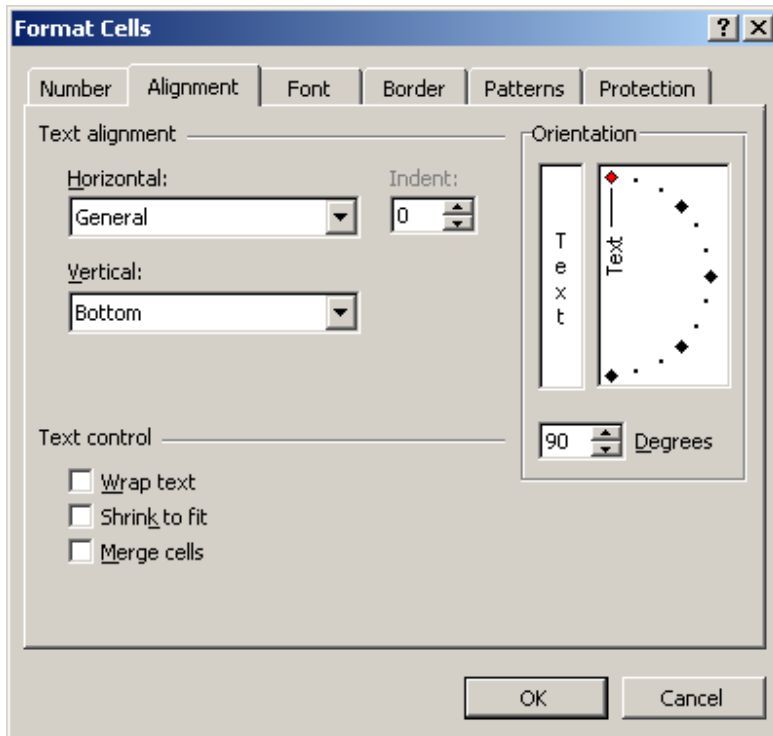 Format Cells
Number Alignment Font Border Patterns Protection
Text alignment
Horizontal:
General
Indent:
0
Vertical:
Bottom
Orientation
Text
Text
90 Degrees
Text control
Wrap text
Shrink to fit
Merge cells
OK Cancel